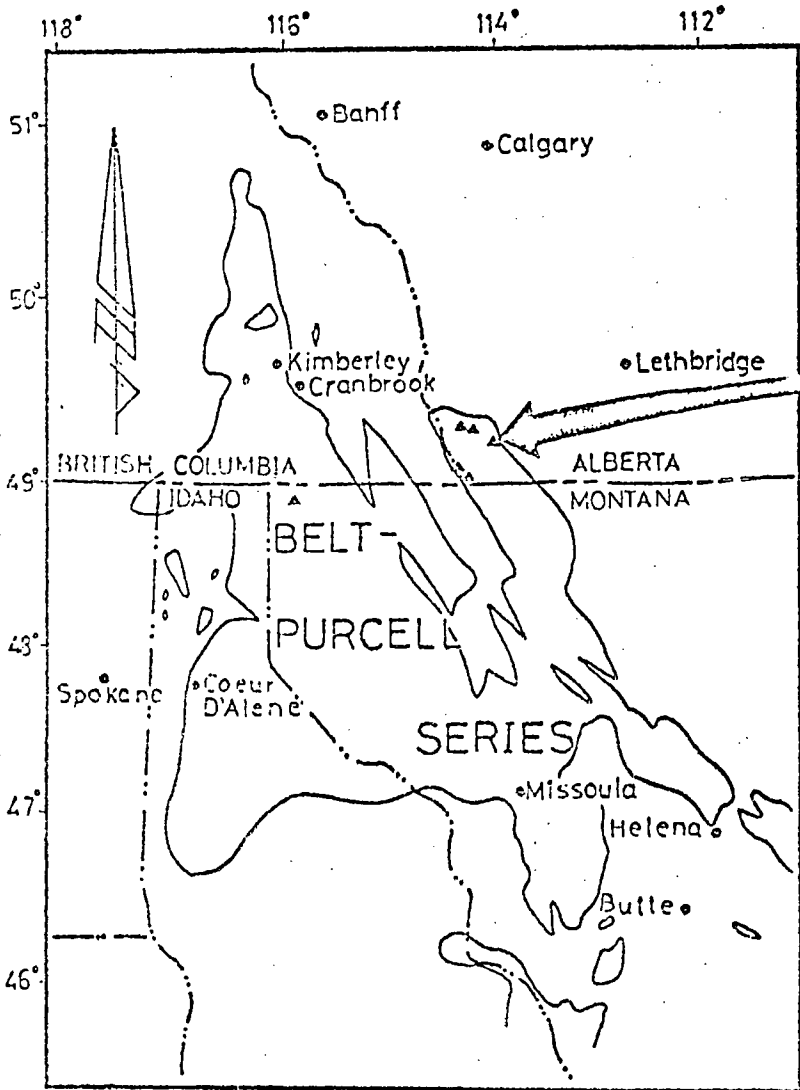 118° 116° 114° 112°
51°
Banff
Calgary
50°
Kimberley
Cranbrook
Lethbridge
BRITISH COLUMBIA ALBERTA
49°
IDAHO MONTANA
BELT-
48°
PURCELL
Spokane
Coeur
D'Alene
SERIES
47°
Missoula
Helena
Butte
46°